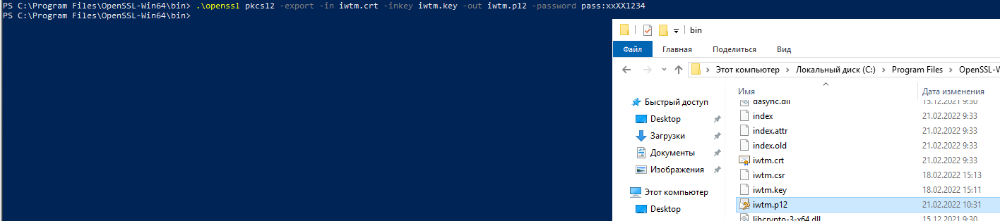 PS C:\Program Files\OpenSSL-Win64\bin> .\openssl pkcs12 -export -in iwtm.crt -inkey iwtm.key -out iwtm.p12 -password pass:xxXX1234
PS C:\Program Files\OpenSSL-Win64\bin>
bin
Файл Главная Поделиться Вид
Этот компьютер > Локальный диск (C:) > Program Files > OpenSSL-W
Имя Дата изменения
Быстрый доступ
Desktop
Загрузки
Документы
Изображения
Этот компьютер
Desktop
dasync.dll 15.12.2021 9:30
index 21.02.2022 9:33
index.attr 21.02.2022 9:33
index.old 21.02.2022 9:33
iwtm.crt 21.02.2022 9:33
iwtm.csr 18.02.2022 15:13
iwtm.key 18.02.2022 15:11
iwtm.p12 21.02.2022 10:31
libcrypto-3-x64.dll 15.12.2021 9:30